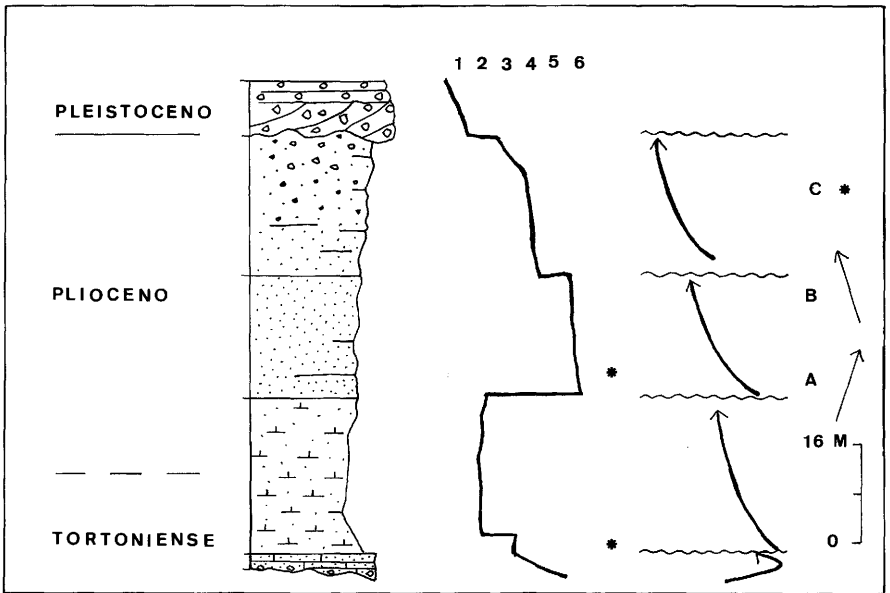 1 2 3 4 5 6
PLEISTOCENO
C *
PLIOCENO
B
*
A
16 M
TORTONIENSE
*
0